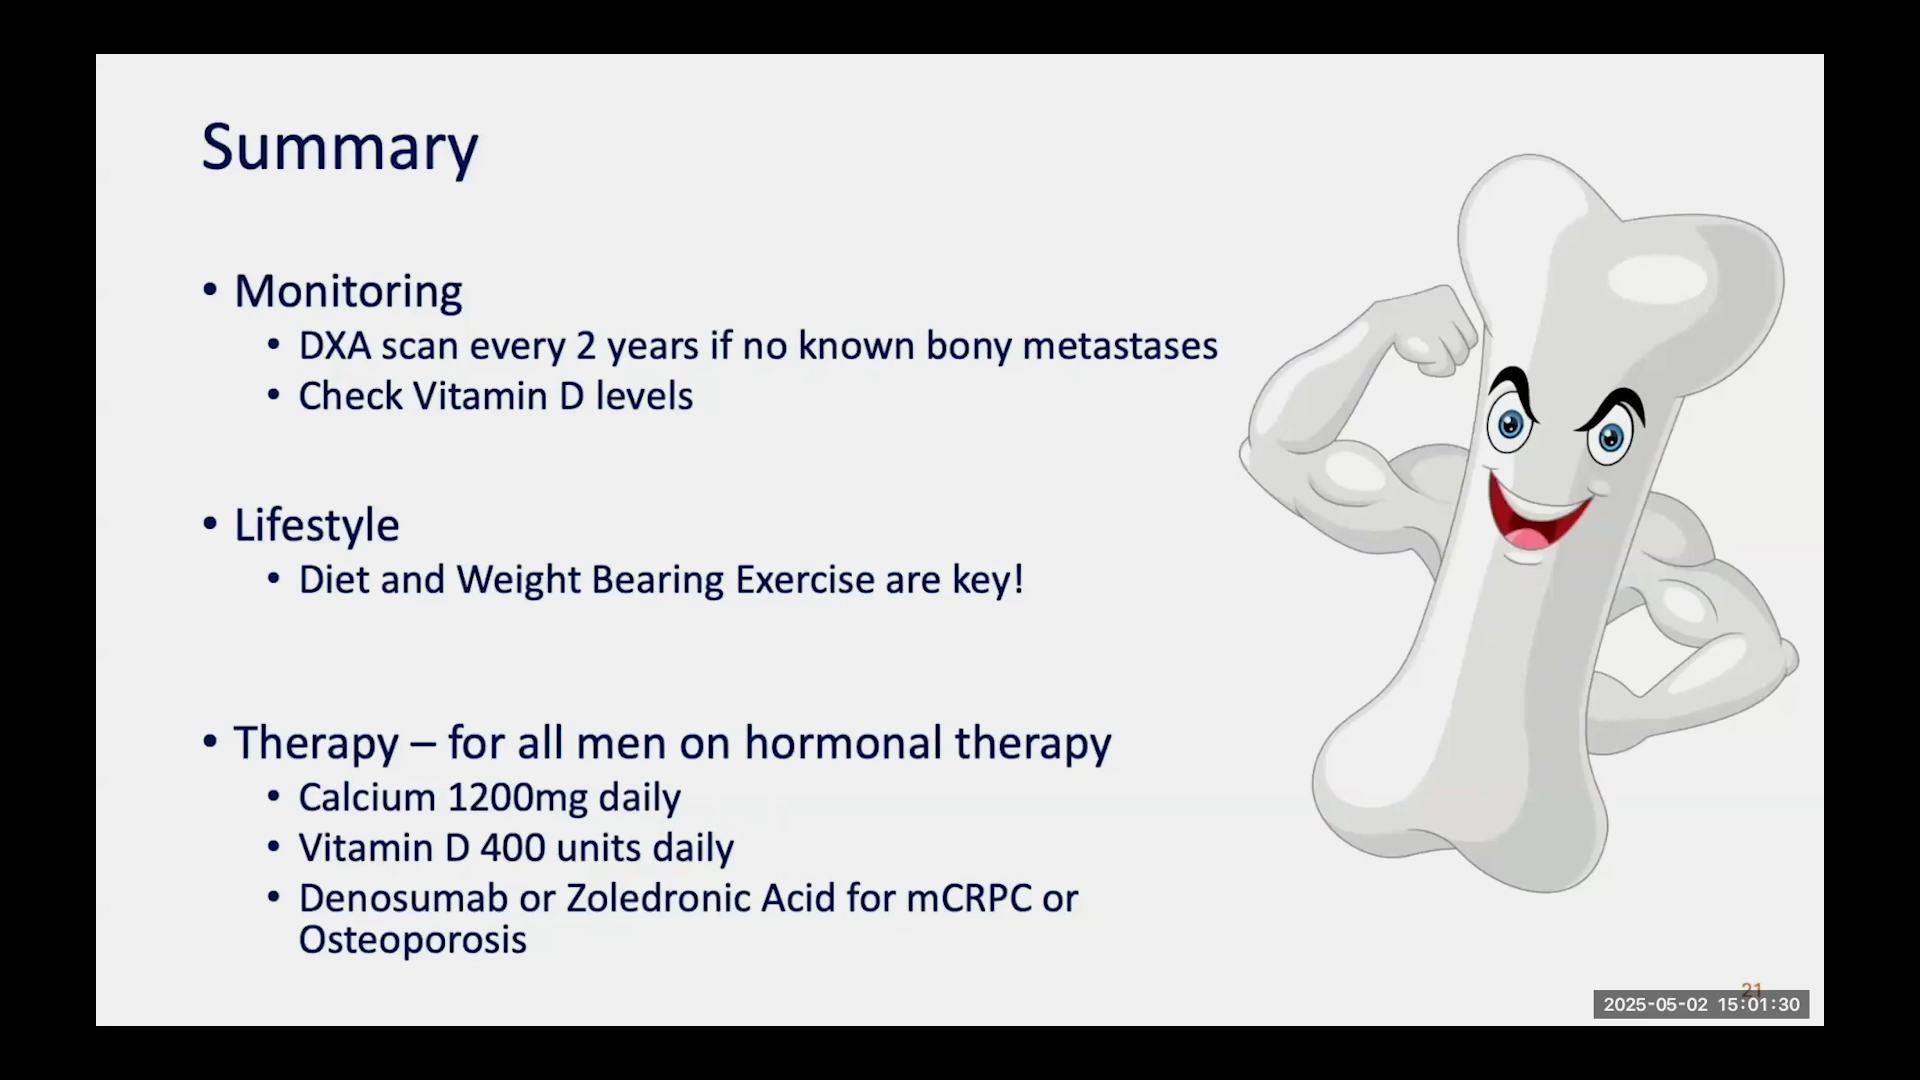 Summary
• Monitoring
• DXA scan every 2 years if no known bony metastases
• Check Vitamin D levels
• Lifestyle
• Diet and Weight Bearing Exercise are key!
• Therapy – for all men on hormonal therapy
• Calcium 1200mg daily
• Vitamin D 400 units daily
• Denosumab or Zoledronic Acid for mCRPC or
Osteoporosis
21
2025-05-02 15:01:30